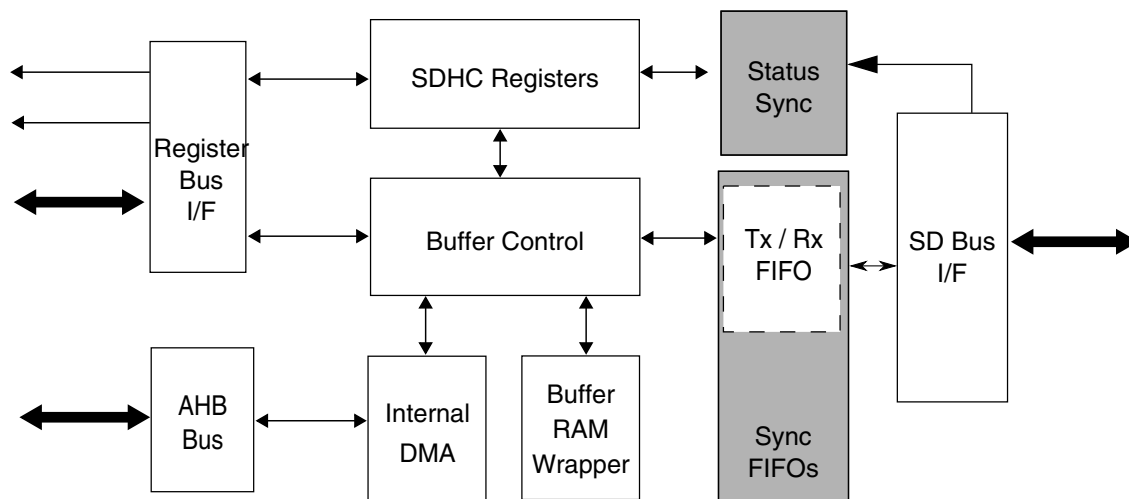 SDHC Registers
Status
Sync
Register
Bus
I/F
Buffer Control
Tx / Rx
FIFO
SD Bus
I/F
AHB
Bus
Internal
DMA
Buffer
RAM
Wrapper
Sync
FIFOs